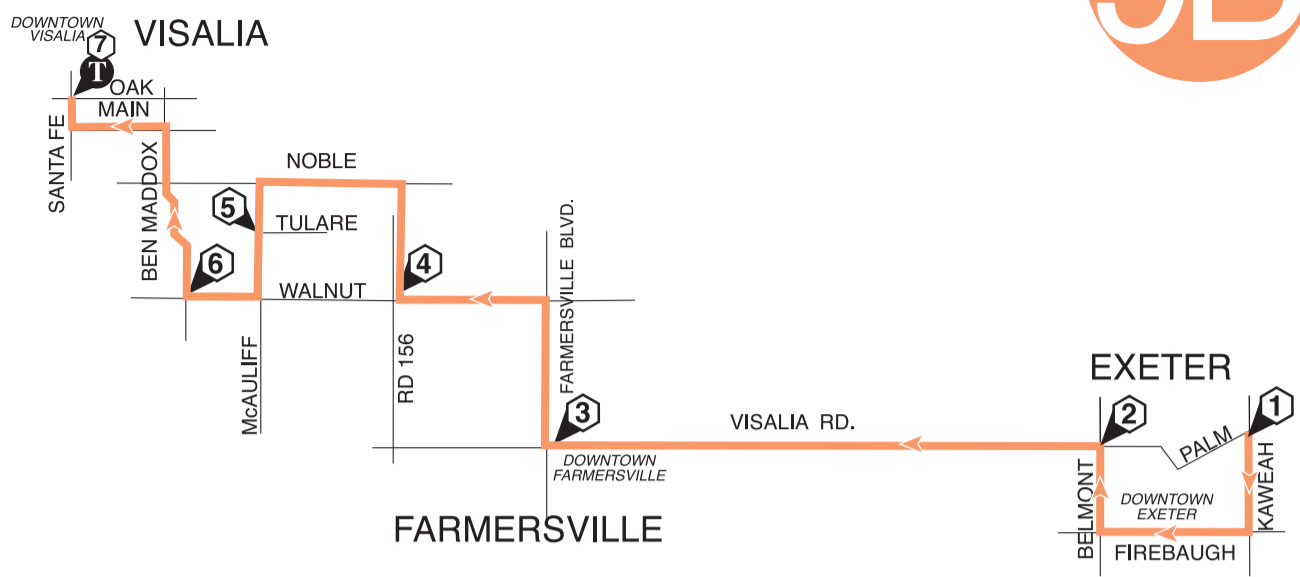 DOWNTOWN
VISALIA
VISALIA
7
T
OAK
MAIN
SANTA FE
BEN MADDOX
NOBLE
5
TULARE
6
WALNUT
4
McAULIFF
RD 156
FARMERSVILLE BLVD.
3
DOWNTOWN
FARMERSVILLE
FARMERSVILLE
VISALIA RD.
EXETER
2
1
PALM
BELMONT
KAWEAH
DOWNTOWN
EXETER
FIREBAUGH